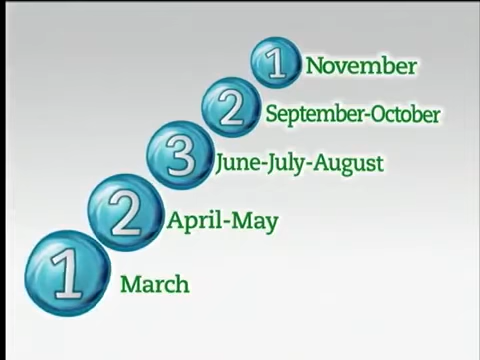 1 November
2 September-October
3 June-July-August
2 April-May
1 March